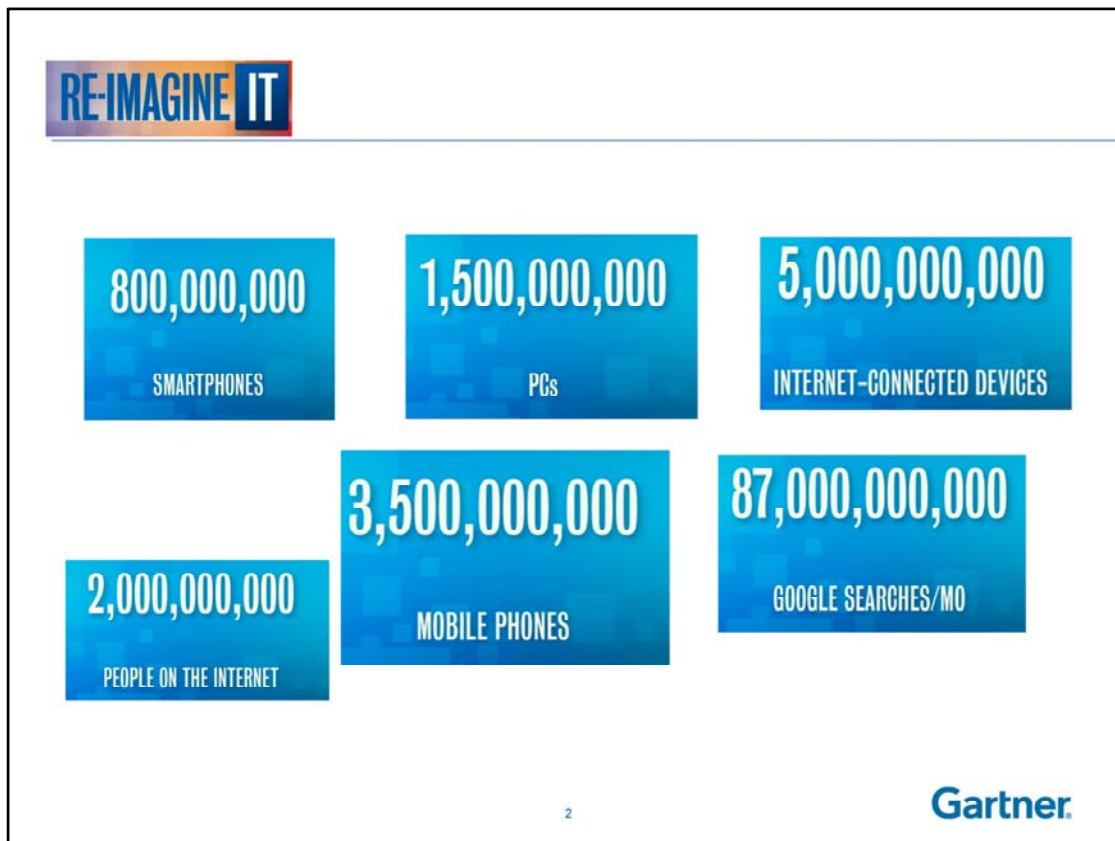 RE-IMAGINE IT
800,000,000
SMARTPHONES
1,500,000,000
PCs
5,000,000,000
INTERNET-CONNECTED DEVICES
2,000,000,000
PEOPLE ON THE INTERNET
3,500,000,000
MOBILE PHONES
87,000,000,000
GOOGLE SEARCHES/MO
2
Gartner.